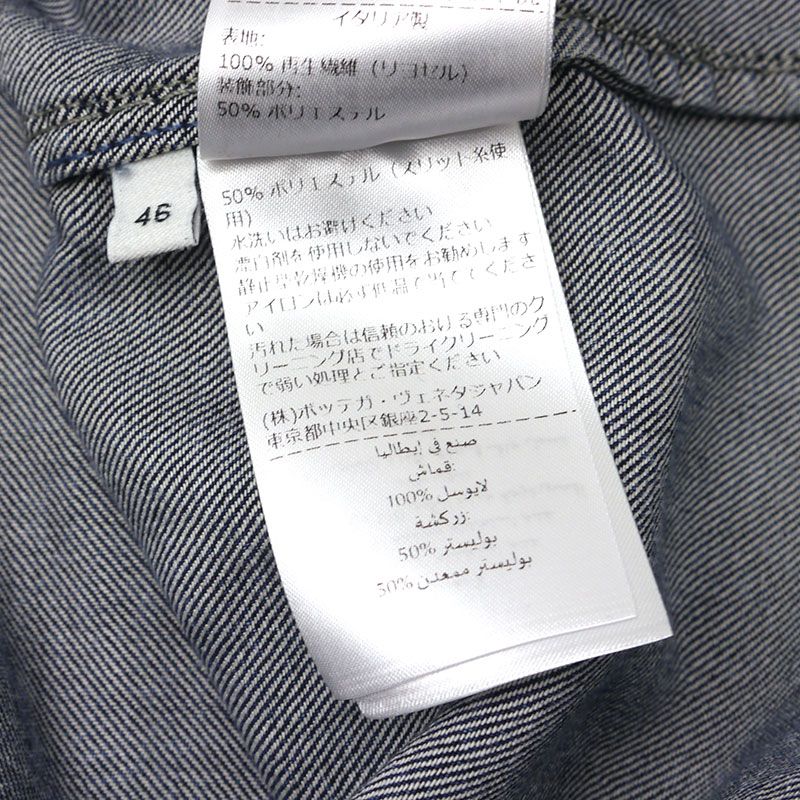 イタリア製
表地:
100% 再生繊維 (リヨセル)
装飾部分:
50% ポリエステル
46
50% ポリエステル (スリット糸使
用)
水洗いはお避けください
漂白剤を使用しないでください
静止型乾燥機の使用をお勧めします
アイロンは必ず低温で当ててくださ
い
汚れた場合は信頼のおける専門のク
リーニング店でドライクリーニング
で弱い処理とご指定ください
(株)ボッテガ・ヴェネタジャパン
東京都中央区銀座2-5-14
صنع في إيطاليا
قماش:
100% لايوسل
زركشة:
50% بوليستر
50% بوليستر ممعدن